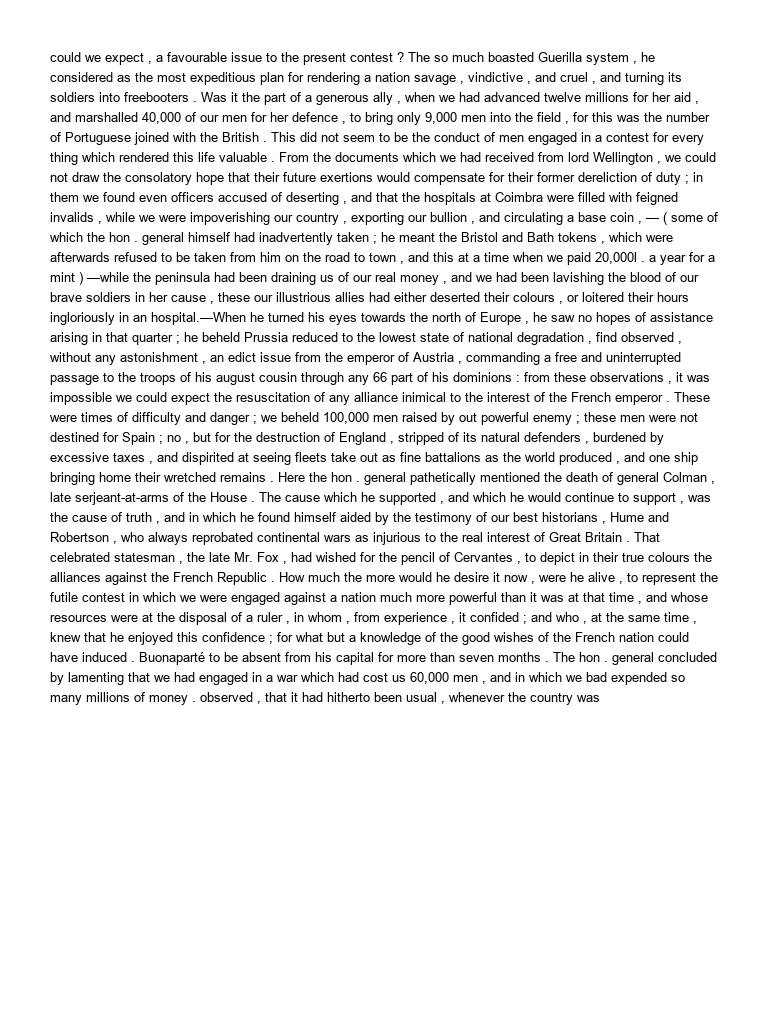 could we expect , a favourable issue to the present contest ? The so much boasted Guerilla system , he
considered as the most expeditious plan for rendering a nation savage , vindictive , and cruel , and turning its
soldiers into freebooters . Was it the part of a generous ally , when we had advanced twelve millions for her aid ,
and marshalled 40,000 of our men for her defence , to bring only 9,000 men into the field , for this was the number
of Portuguese joined with the British . This did not seem to be the conduct of men engaged in a contest for every
thing which rendered this life valuable . From the documents which we had received from lord Wellington , we could
not draw the consolatory hope that their future exertions would compensate for their former dereliction of duty ; in
them we found even officers accused of deserting , and that the hospitals at Coimbra were filled with feigned
invalids , while we were impoverishing our country , exporting our bullion , and circulating a base coin , — ( some of
which the hon . general himself had inadvertently taken ; he meant the Bristol and Bath tokens , which were
afterwards refused to be taken from him on the road to town , and this at a time when we paid 20,000l . a year for a
mint ) —while the peninsula had been draining us of our real money , and we had been lavishing the blood of our
brave soldiers in her cause , these our illustrious allies had either deserted their colours , or loitered their hours
ingloriously in an hospital.—When he turned his eyes towards the north of Europe , he saw no hopes of assistance
arising in that quarter ; he beheld Prussia reduced to the lowest state of national degradation , find observed ,
without any astonishment , an edict issue from the emperor of Austria , commanding a free and uninterrupted
passage to the troops of his august cousin through any 66 part of his dominions : from these observations , it was
impossible we could expect the resuscitation of any alliance inimical to the interest of the French emperor . These
were times of difficulty and danger ; we beheld 100,000 men raised by out powerful enemy ; these men were not
destined for Spain ; no , but for the destruction of England , stripped of its natural defenders , burdened by
excessive taxes , and dispirited at seeing fleets take out as fine battalions as the world produced , and one ship
bringing home their wretched remains . Here the hon . general pathetically mentioned the death of general Colman ,
late serjeant-at-arms of the House . The cause which he supported , and which he would continue to support , was
the cause of truth , and in which he found himself aided by the testimony of our best historians , Hume and
Robertson , who always reprobated continental wars as injurious to the real interest of Great Britain . That
celebrated statesman , the late Mr. Fox , had wished for the pencil of Cervantes , to depict in their true colours the
alliances against the French Republic . How much the more would he desire it now , were he alive , to represent the
futile contest in which we were engaged against a nation much more powerful than it was at that time , and whose
resources were at the disposal of a ruler , in whom , from experience , it confided ; and who , at the same time ,
knew that he enjoyed this confidence ; for what but a knowledge of the good wishes of the French nation could
have induced . Buonaparté to be absent from his capital for more than seven months . The hon . general concluded
by lamenting that we had engaged in a war which had cost us 60,000 men , and in which we bad expended so
many millions of money . observed , that it had hitherto been usual , whenever the country was